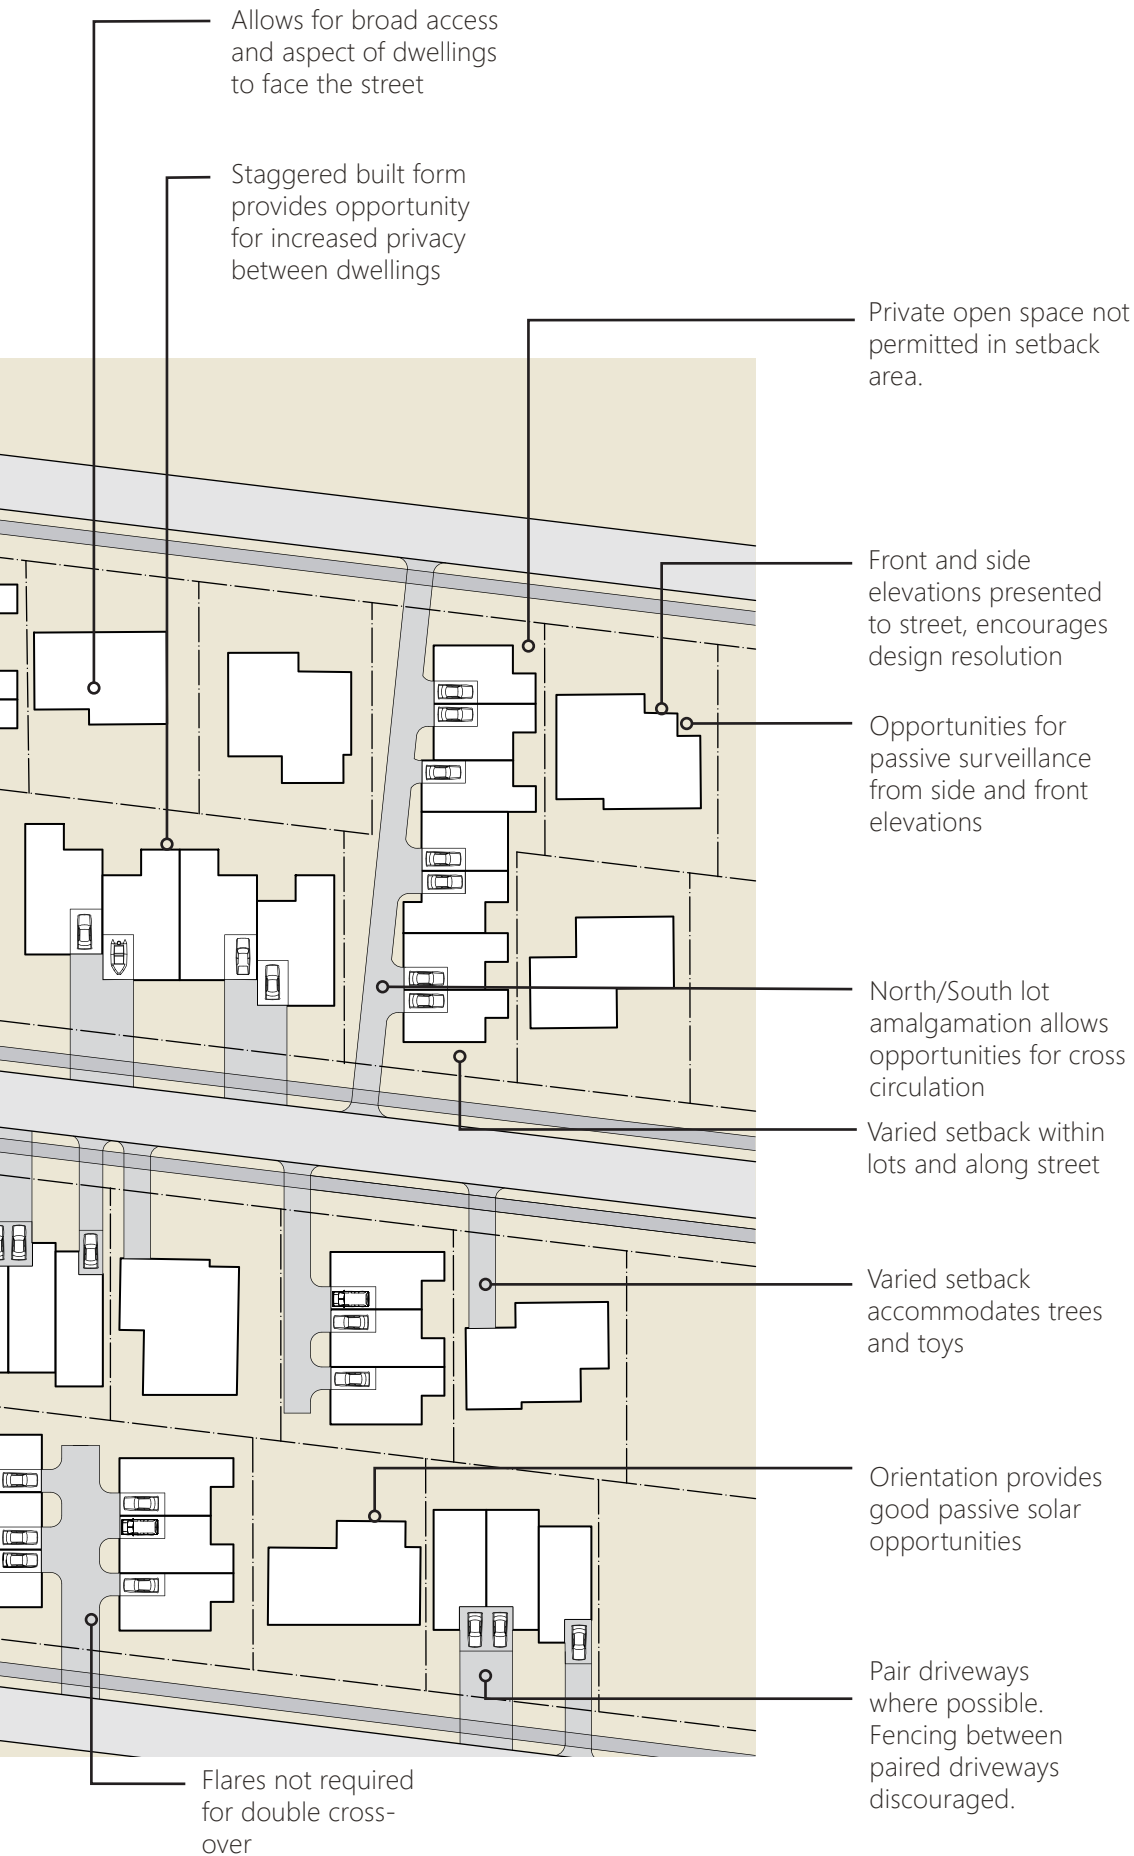 Allows for broad access
and aspect of dwellings
to face the street
Staggered built form
provides opportunity
for increased privacy
between dwellings
Private open space not
permitted in setback
area.
Front and side
elevations presented
to street, encourages
design resolution
Opportunities for
passive surveillance
from side and front
elevations
North/South lot
amalgamation allows
opportunities for cross
circulation
Varied setback within
lots and along street
Varied setback
accommodates trees
and toys
Orientation provides
good passive solar
opportunities
Pair driveways
where possible.
Fencing between
paired driveways
discouraged.
Flares not required
for double cross-
over